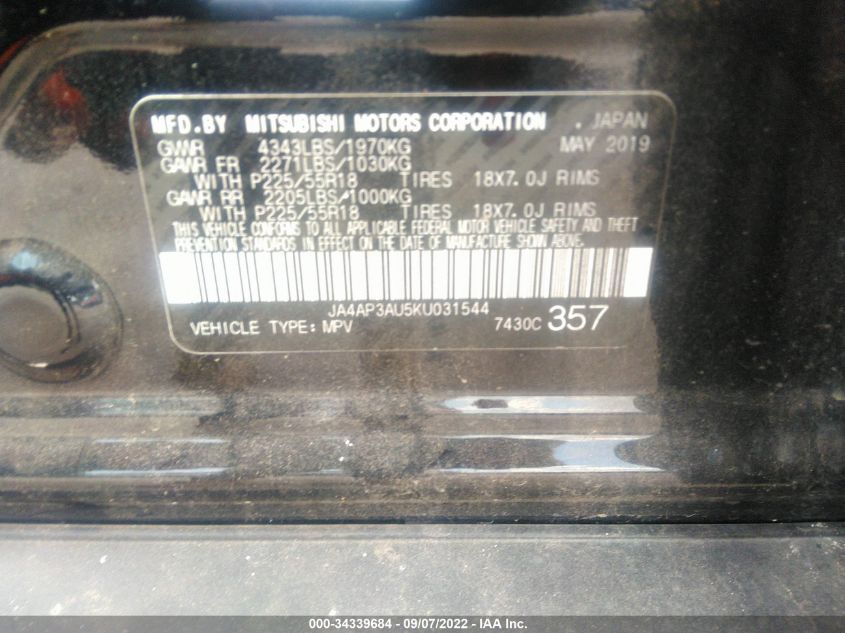 MFD.BY MITSUBISHI MOTORS CORPORATION . JAPAN
GVWR 4343LBS/1970KG MAY 2019
GAWR FR 2271LBS/1030KG
WITH P225/55R18 TIRES 18X7.0J RIMS
GAWR RR 2205LBS/1000KG
WITH P225/55R18 TIRES 18X7.0J RIMS
THIS VEHICLE CONFORMS TO ALL APPLICABLE FEDERAL MOTOR VEHICLE SAFETY AND THEFT
PREVENTION STANDARDS IN EFFECT ON THE DATE OF MANUFACTURE SHOWN ABOVE.
JA4AP3AU5KU031544
VEHICLE TYPE: MPV 7430C 357
000-34339684 - 09/07/2022 - IAA Inc.